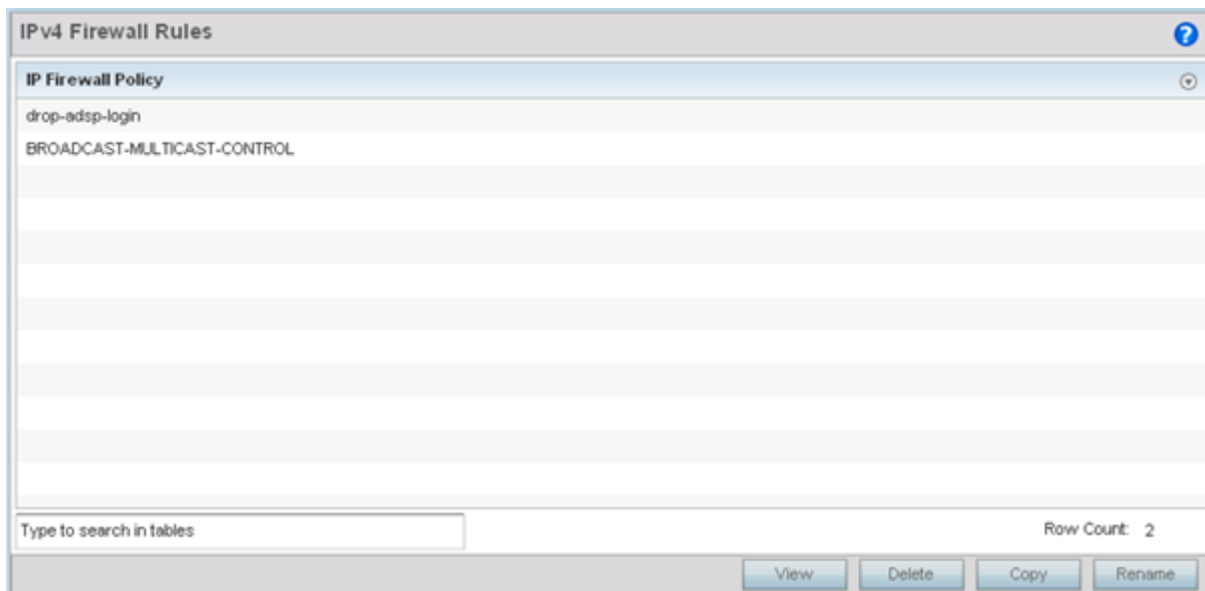 IPv4 Firewall Rules
?
IP Firewall Policy
drop-adsp-login
BROADCAST-MULTICAST-CONTROL
Type to search in tables Row Count: 2
View Delete Copy Rename